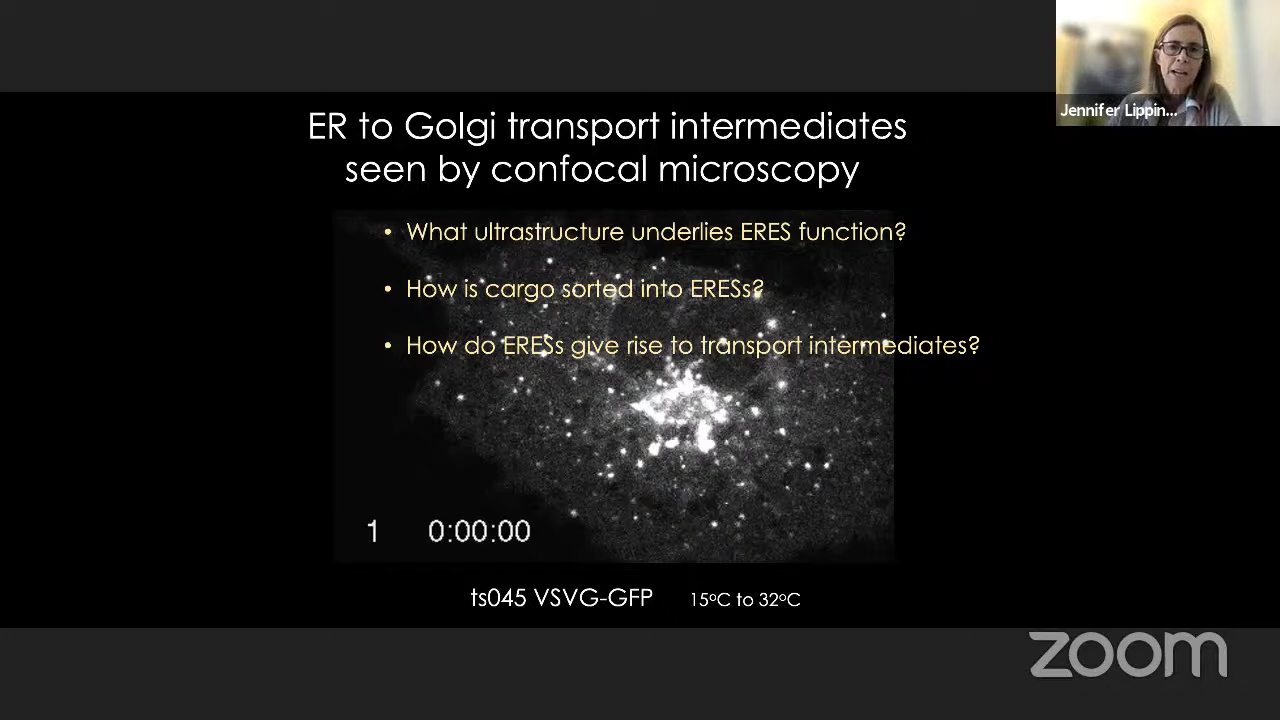 Jennifer Lippin...
ER to Golgi transport intermediates
seen by confocal microscopy
• What ultrastructure underlies ERES function?
• How is cargo sorted into ERESs?
• How do ERESs give rise to transport intermediates?
1 0:00:00
ts045 VSVG-GFP 15ºC to 32ºC
zoom